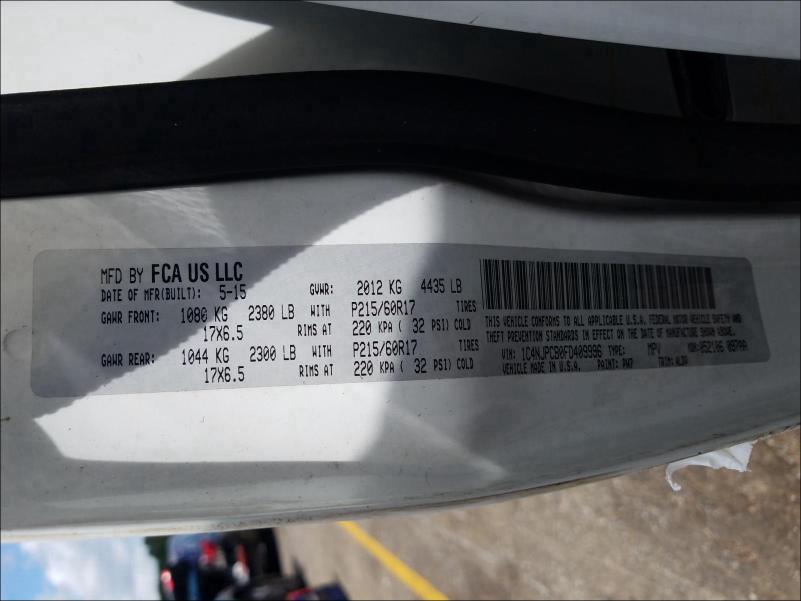 MFD BY FCA US LLC
DATE OF MFR(BUILT): 5-15 GVWR: 2012 KG 4435 LB
GAWR FRONT: 1080 KG 2380 LB WITH P215/60R17 TIRES
17X6.5 RIMS AT 220 KPA ( 32 PSI) COLD
GAWR REAR: 1044 KG 2300 LB WITH P215/60R17 TIRES
17X6.5 RIMS AT 220 KPA ( 32 PSI) COLD
THIS VEHICLE CONFORMS TO ALL APPLICABLE U.S.A. FEDERAL MOTOR VEHICLE SAFETY AND
THEFT PREVENTION STANDARDS IN EFFECT ON THE DATE OF MANUFACTURE SHOWN ABOVE.
VIN: 1C4NJPCB0FD409996 TYPE: MPV
VEHICLE MADE IN U.S.A. PAINT: PW7 TRIM: